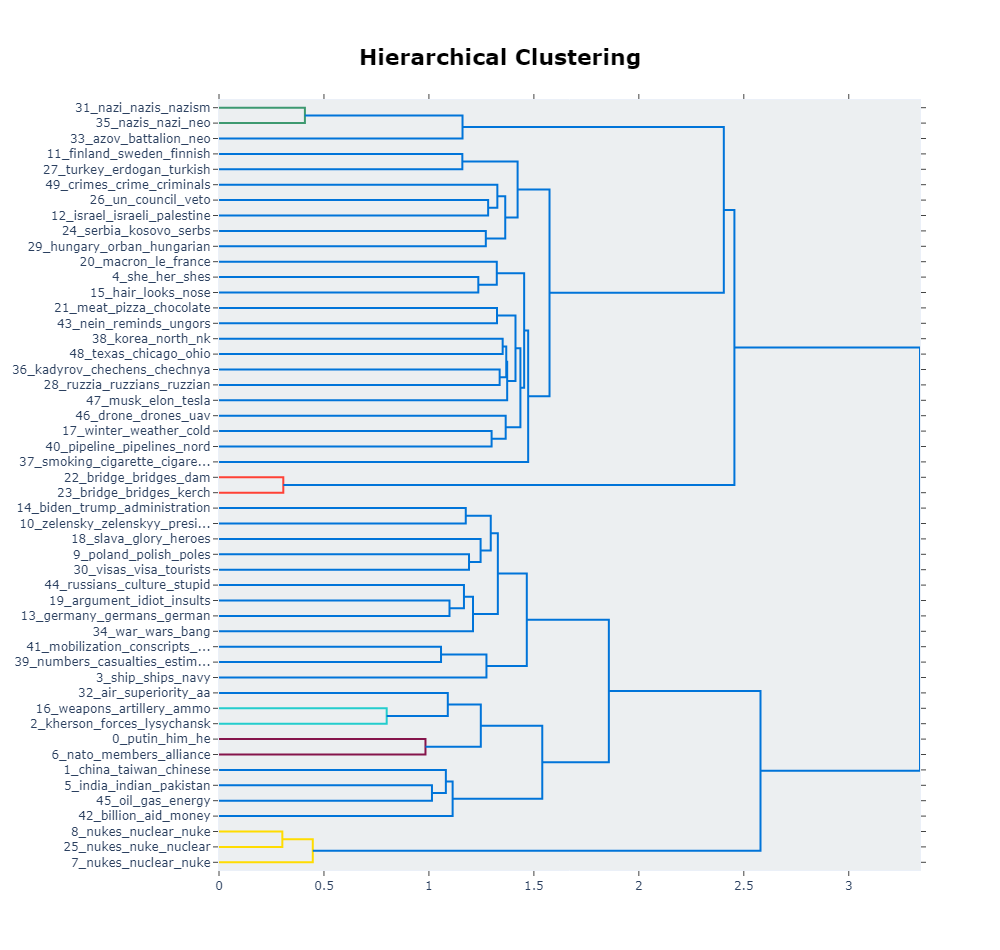 Hierarchical Clustering
31_nazi_nazis_nazism
35_nazis_nazi_neo
33_azov_battalion_neo
11_finland_sweden_finnish
27_turkey_erdogan_turkish
49_crimes_crime_criminals
26_un_council_veto
12_israel_israeli_palestine
24_serbia_kosovo_serbs
29_hungary_orban_hungarian
20_macron_le_france
4_she_her_shes
15_hair_looks_nose
21_meat_pizza_chocolate
43_nein_reminds_ungors
38_korea_north_nk
48_texas_chicago_ohio
36_kadyrov_chechens_chechnya
28_ruzzia_ruzzians_ruzzian
47_musk_elon_tesla
46_drone_drones_uav
17_winter_weather_cold
40_pipeline_pipelines_nord
37_smoking_cigarette_cigare...
22_bridge_bridges_dam
23_bridge_bridges_kerch
14_biden_trump_administration
10_zelensky_zelenskyy_presi...
18_slava_glory_heroes
9_poland_polish_poles
30_visas_visa_tourists
44_russians_culture_stupid
19_argument_idiot_insults
13_germany_germans_german
34_war_wars_bang
41_mobilization_conscripts_...
39_numbers_casualties_estim...
3_ship_ships_navy
32_air_superiority_aa
16_weapons_artillery_ammo
2_kherson_forces_lysychansk
0_putin_him_he
6_nato_members_alliance
1_china_taiwan_chinese
5_india_indian_pakistan
45_oil_gas_energy
42_billion_aid_money
8_nukes_nuclear_nuke
25_nukes_nuke_nuclear
7_nukes_nuclear_nuke
0 0.5 1 1.5 2 2.5 3